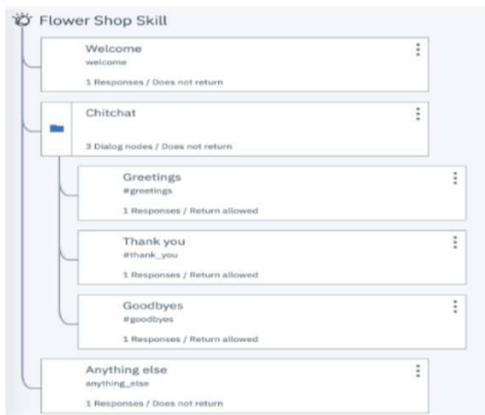 Flower Shop Skill
Welcome
welcome
1 Responses / Does not return
Chitchat
3 Dialog nodes / Does not return
Greetings
#greetings
1 Responses / Return allowed
Thank you
#thank_you
1 Responses / Return allowed
Goodbyes
#goodbyes
1 Responses / Return allowed
Anything else
anything_else
1 Responses / Does not return